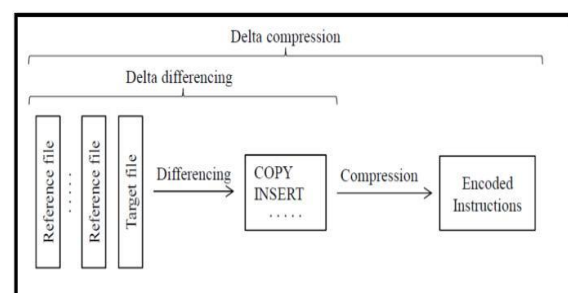 Delta compression
Delta differencing
Reference file
. . . . .
Reference file
Target file
Differencing
COPY
INSERT
. . . . .
Compression
Encoded
Instructions